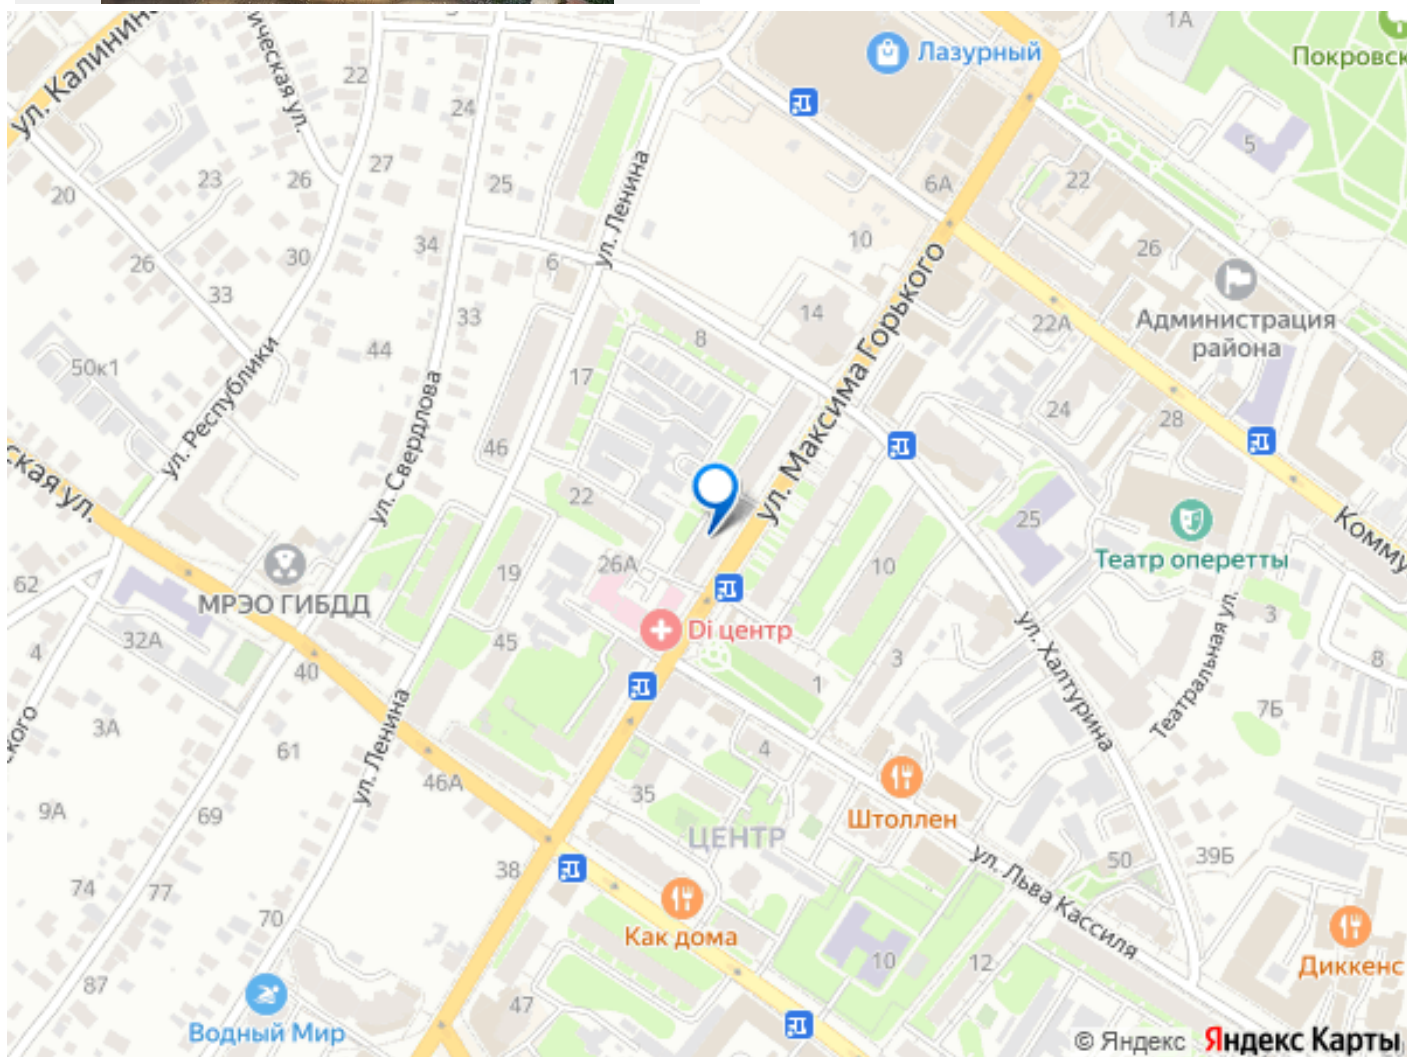 1А
Лазурный
Покровск
ул. Калинин
ическая ул.
22
24
5
27
23
26
25
ул. Ленина
6А
22
20
34
10
26
30
26
6
33
33
14
22А
Администрация
района
8
ул. Максима Горького
50к1
44
17
ул. Республики
ул. Свердлова
24
28
46
ская ул.
22
25
Комму
Театр оперетты
26А
10
19
62
МРЭО ГИБДД
3
ул. Халтурина
Театральная ул.
32А
Di центр
4
45
3
8
40
1
ского
3А
7Б
61
ул. Ленина
4
46А
35
9А
69
Штоллен
ЦЕНТР
38
50
39Б
74
77
ул. Льва Кассиля
70
Как дома
10
12
Диккенс
87
47
Водный Мир
© Яндекс Яндекс Карты